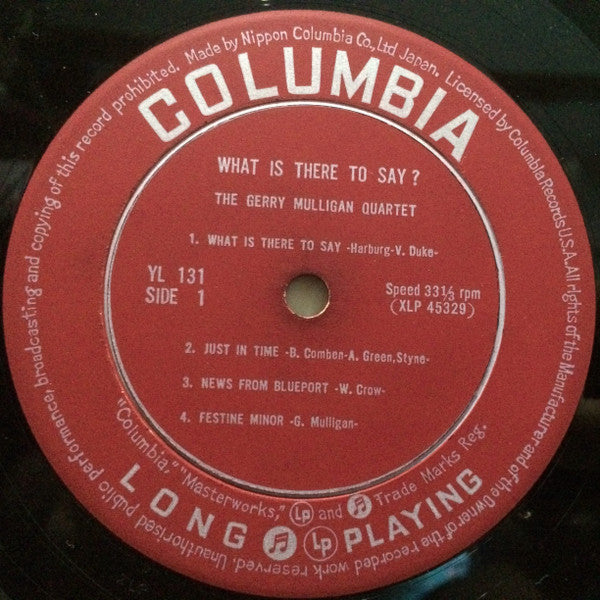 Made by Nippon Columbia Co., Ltd Japan. Licensed by Columbia Records U.S.A. All rights of the Manufacturer and of the Owner of the recorded work reserved. Unauthorised public performance, broadcasting and copying of this record prohibited.
COLUMBIA
WHAT IS THERE TO SAY?
THE GERRY MULLIGAN QUARTET
1. WHAT IS THERE TO SAY -Harburg-V. Duke-
YL 131
SIDE 1
Speed 33 1/3 rpm
(XLP 45329)
2. JUST IN TIME -B. Comben-A. Green, Styne-
3. NEWS FROM BLUEPORT -W. Crow-
4. FESTINE MINOR -G. Mulligan-
"Columbia," "Masterworks," Lp and Trade Marks Reg.
LONG Lp PLAYING